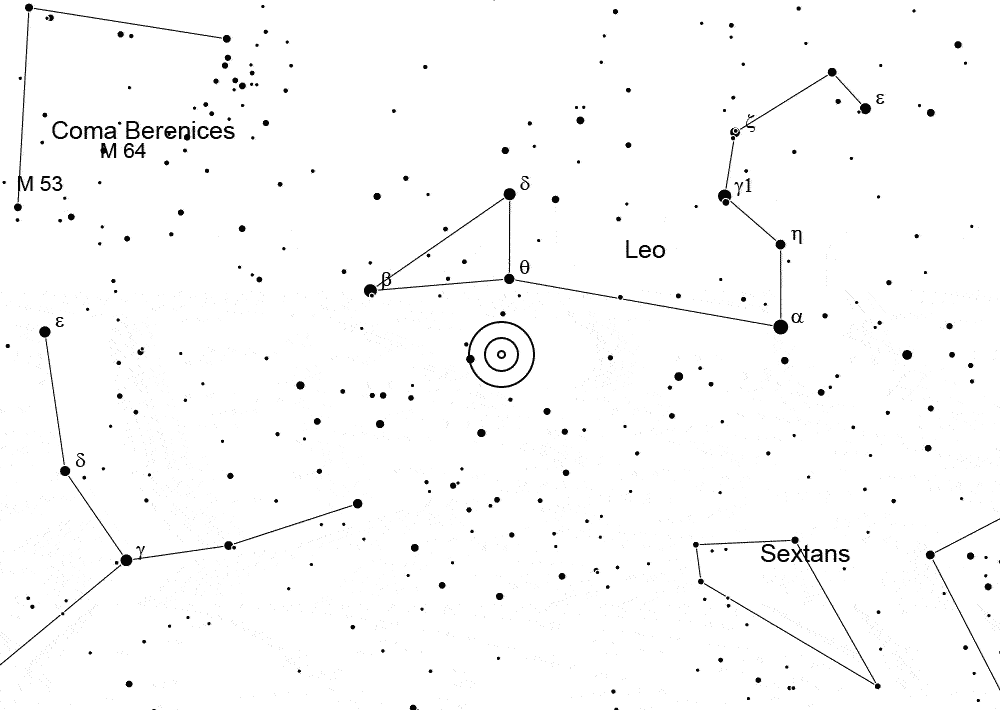 ε
ζ
Coma Berenices
M 64
M 53
δ
γ1
η
Leo
θ
β
α
ε
δ
γ
Sextans